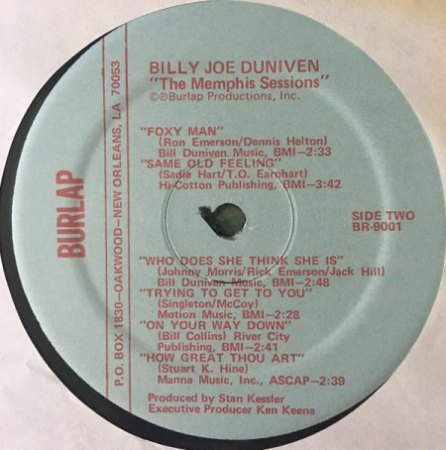 BILLY JOE DUNIVEN
"The Memphis Sessions"
©℗Burlap Productions, Inc.
"FOXY MAN"
(Ron Emerson/Dennis Helton)
Bill Duniven Music, BMI—2:33
"SAME OLD FEELING"
(Sadie Hart/T.O. Earnhart)
Hi-Cotton Publishing, BMI—3:42
SIDE TWO
BR-9001
"WHO DOES SHE THINK SHE IS"
(Johnny Morris/Rick Emerson/Jack Hill)
Bill Duniven Music, BMI—2:48
"TRYING TO GET TO YOU"
(Singleton/McCoy)
Motion Music, BMI—2:28
"ON YOUR WAY DOWN"
(Bill Collins) River City
Publishing, BMI—2:41
"HOW GREAT THOU ART"
(Stuart K. Hine)
Manna Music, Inc., ASCAP—2:39
Produced by Stan Kessler
Executive Producer Ken Keene
BURLAP
P.O. BOX 1830—OAKWOOD—NEW ORLEANS, LA 70053